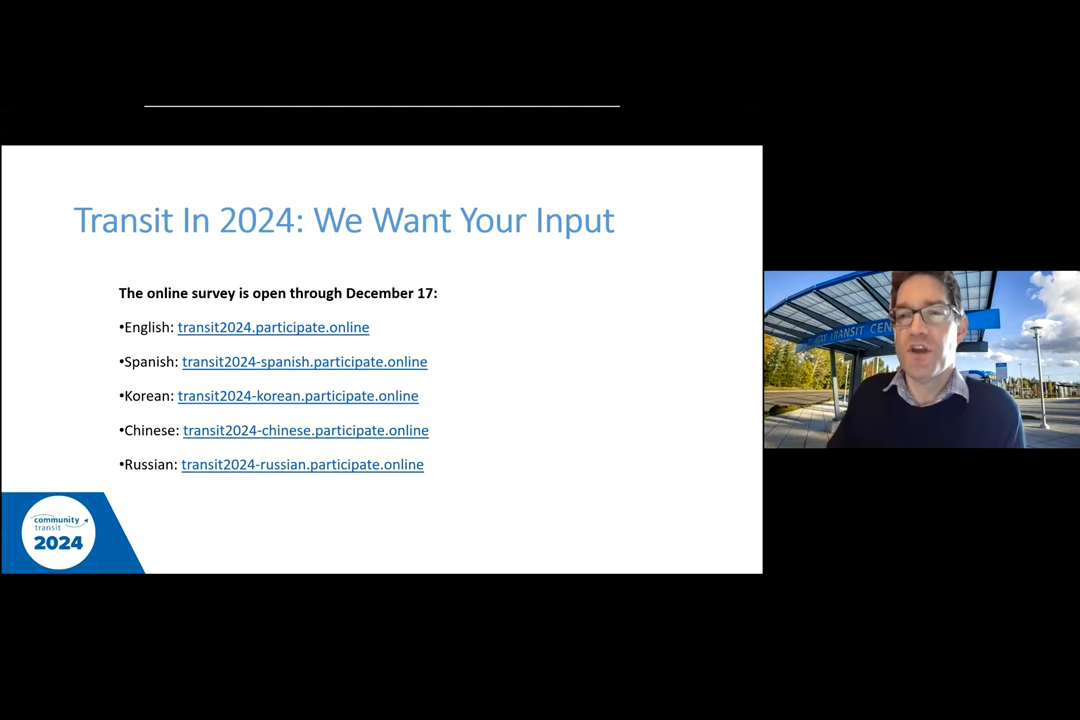 Transit In 2024: We Want Your Input
The online survey is open through December 17:
•English: transit2024.participate.online
•Spanish: transit2024-spanish.participate.online
•Korean: transit2024-korean.participate.online
•Chinese: transit2024-chinese.participate.online
•Russian: transit2024-russian.participate.online
community
transit
2024
TRANSIT CEN